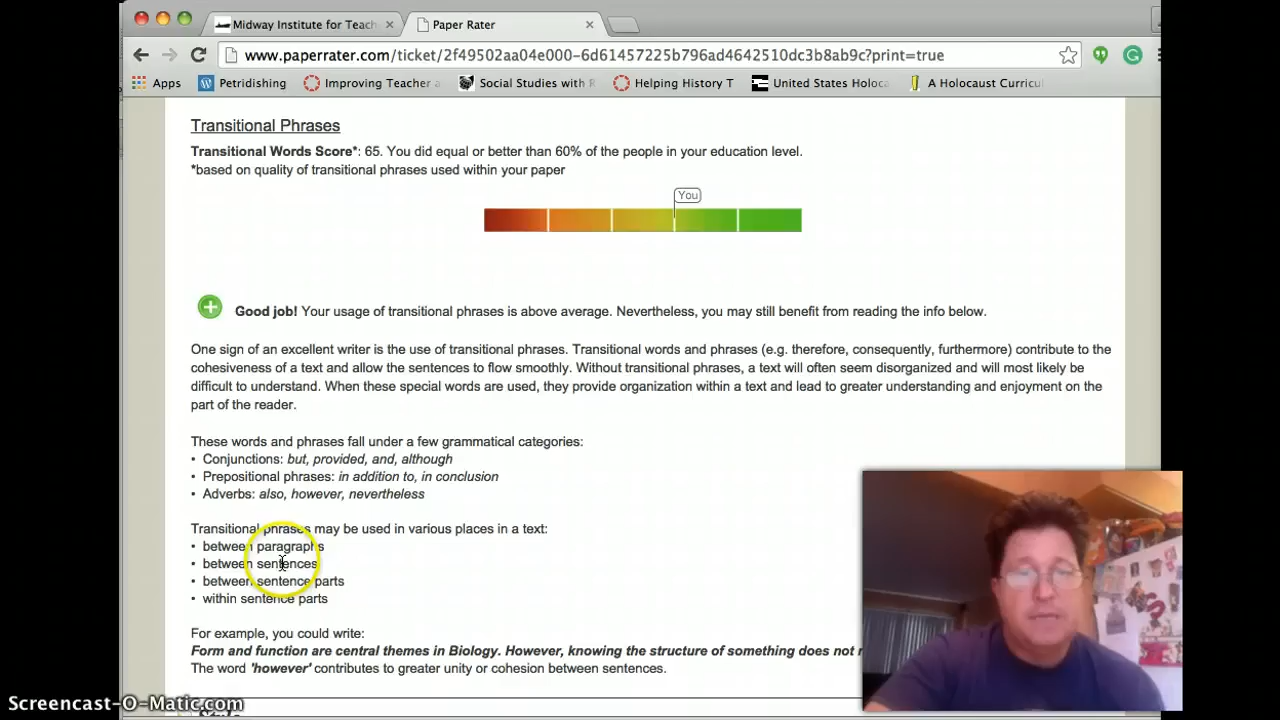 Midway Institute for Teach
Paper Rater
www.paperrater.com/ticket/2f49502aa04e000-6d61457225b796ad4642510dc3b8ab9c?print=true
Apps Petridishing Improving Teacher a Social Studies with R Helping History T United States Holoca A Holocaust Curricul
Transitional Phrases
Transitional Words Score*: 65. You did equal or better than 60% of the people in your education level.
*based on quality of transitional phrases used within your paper
You
Good job! Your usage of transitional phrases is above average. Nevertheless, you may still benefit from reading the info below.
One sign of an excellent writer is the use of transitional phrases. Transitional words and phrases (e.g. therefore, consequently, furthermore) contribute to the
cohesiveness of a text and allow the sentences to flow smoothly. Without transitional phrases, a text will often seem disorganized and will most likely be
difficult to understand. When these special words are used, they provide organization within a text and lead to greater understanding and enjoyment on the
part of the reader.
These words and phrases fall under a few grammatical categories:
• Conjunctions: but, provided, and, although
• Prepositional phrases: in addition to, in conclusion
• Adverbs: also, however, nevertheless
Transitional phrases may be used in various places in a text:
• between paragraphs
• between sentences
• between sentence parts
• within sentence parts
For example, you could write:
Form and function are central themes in Biology. However, knowing the structure of something does not
The word 'however' contributes to greater unity or cohesion between sentences.
Screencast-O-Matic.com